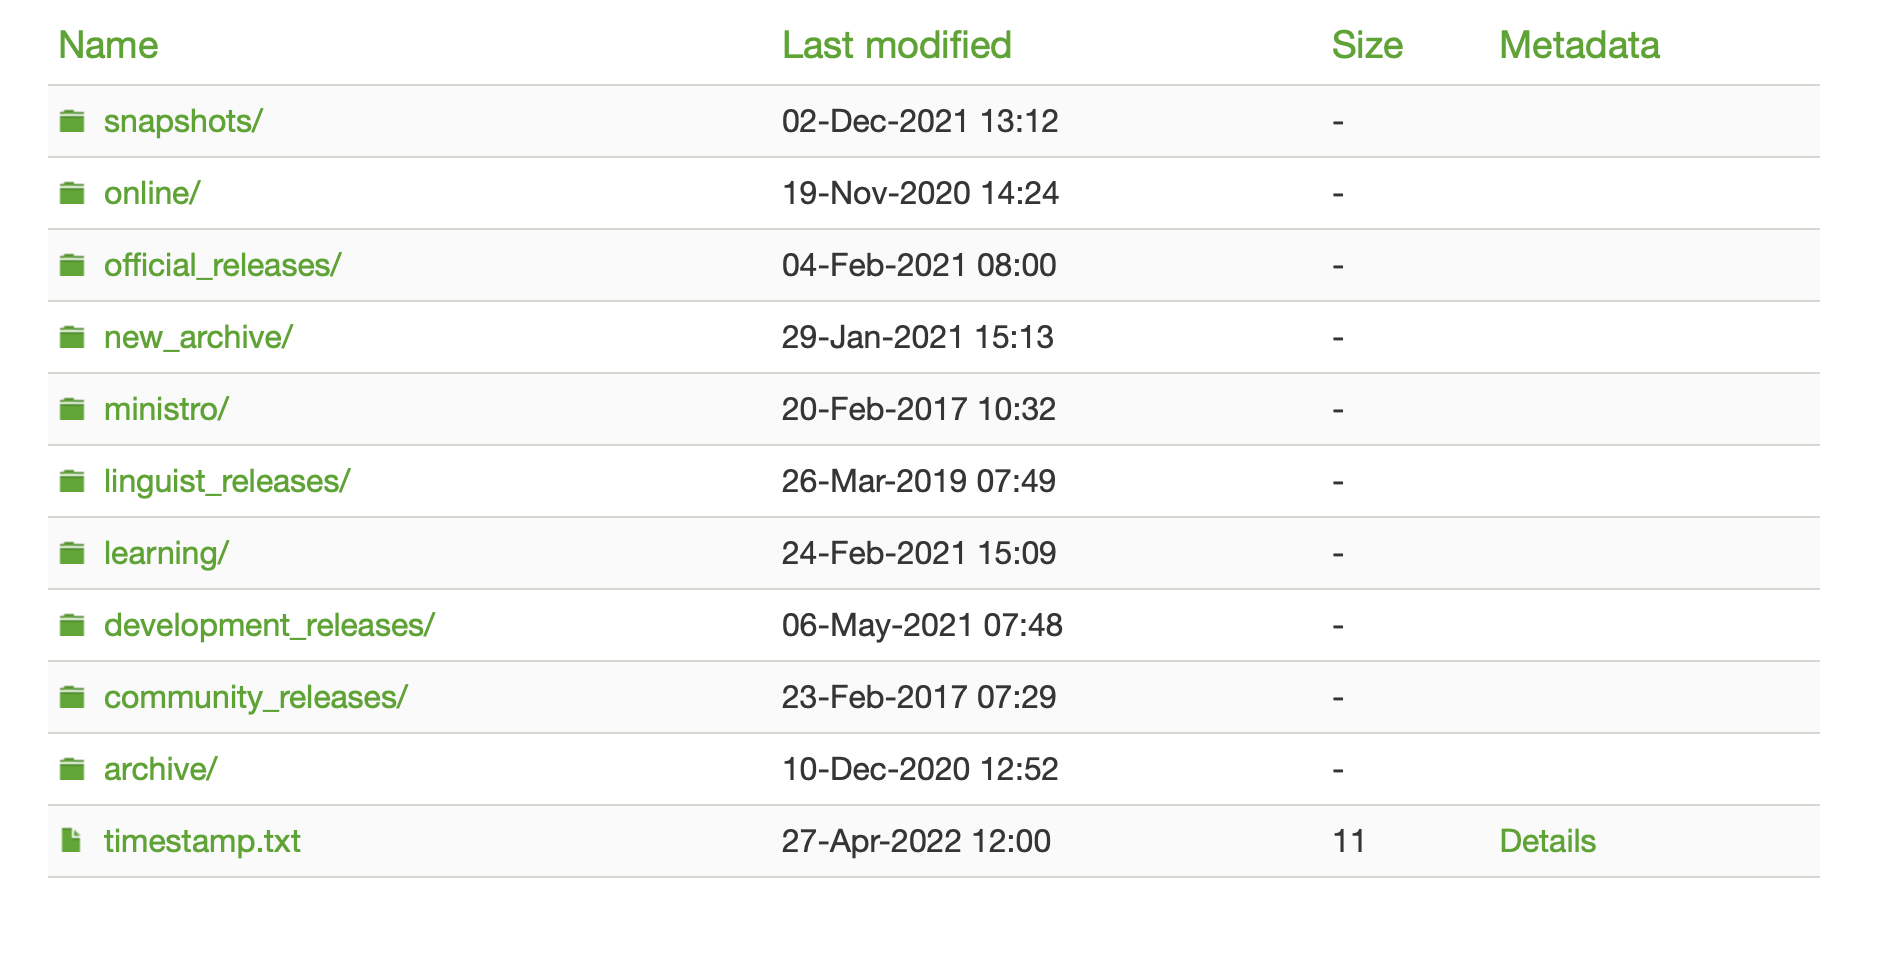 Name Last modified Size Metadata
snapshots/ 02-Dec-2021 13:12 -
online/ 19-Nov-2020 14:24 -
official_releases/ 04-Feb-2021 08:00 -
new_archive/ 29-Jan-2021 15:13 -
ministro/ 20-Feb-2017 10:32 -
linguist_releases/ 26-Mar-2019 07:49 -
learning/ 24-Feb-2021 15:09 -
development_releases/ 06-May-2021 07:48 -
community_releases/ 23-Feb-2017 07:29 -
archive/ 10-Dec-2020 12:52 -
timestamp.txt 27-Apr-2022 12:00 11 Details